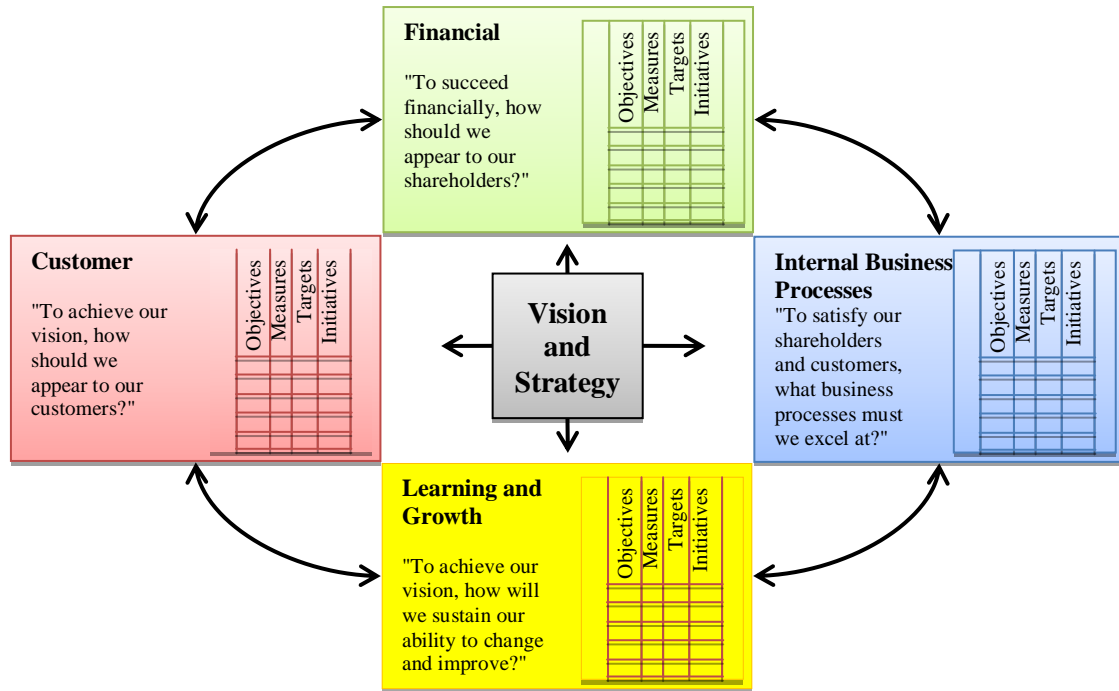 Financial
"To succeed
financially, how
should we
appear to our
shareholders?"
Objectives
Measures
Targets
Initiatives
Customer
"To achieve our
vision, how
should we
appear to our
customers?"
Objectives
Measures
Targets
Initiatives
Vision
and
Strategy
Internal Business
Processes
"To satisfy our
shareholders
and customers,
what business
processes must
we excel at?"
Objectives
Measures
Targets
Initiatives
Learning and
Growth
"To achieve our
vision, how will
we sustain our
ability to change
and improve?"
Objectives
Measures
Targets
Initiatives